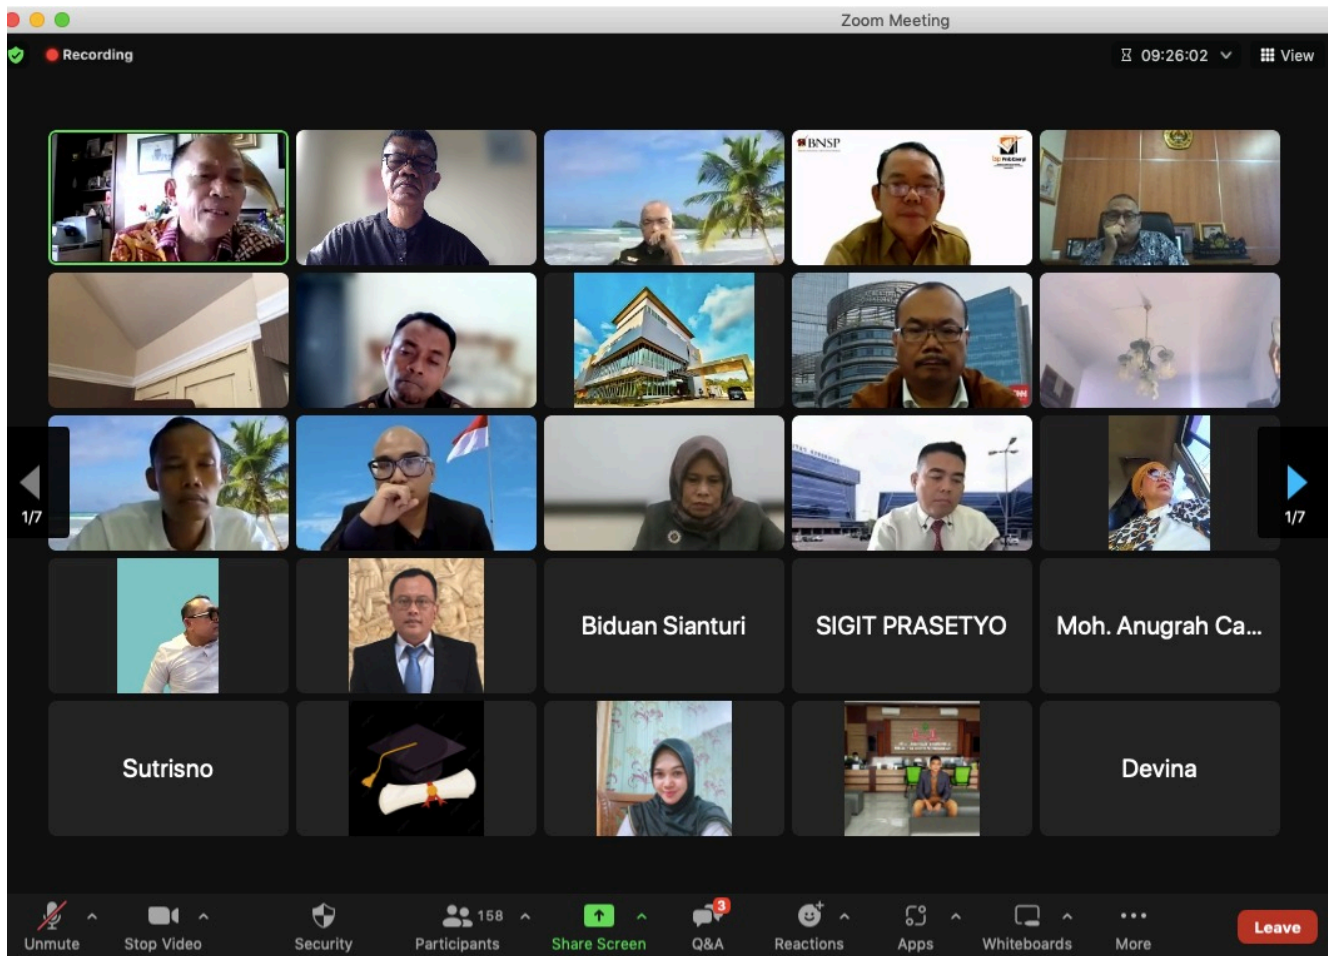 Zoom Meeting
Recording
09:26:02
View
BNSP
1/7
1/7
Biduan Sianturi
SIGIT PRASETYO
Moh. Anugrah Ca...
Sutrisno
Devina
Unmute
Stop Video
Security
158
Participants
Share Screen
3
Q&A
Reactions
Apps
Whiteboards
More
Leave